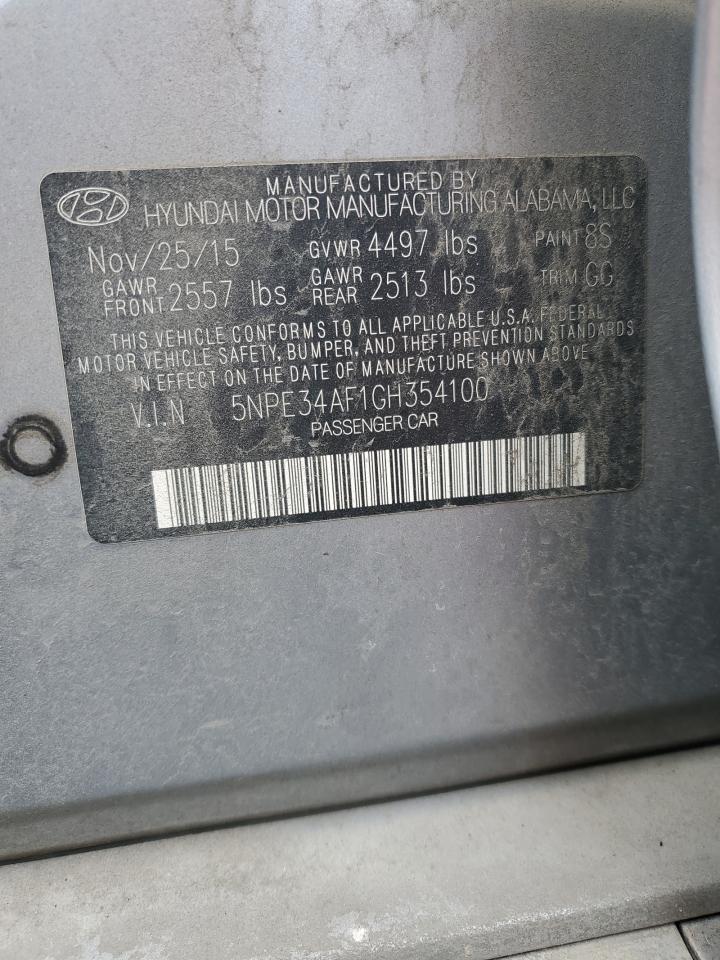 MANUFACTURED BY
HYUNDAI MOTOR MANUFACTURING ALABAMA, LLC
Nov/25/15 GVWR 4497 lbs PAINT 8S
GAWR FRONT 2557 lbs GAWR REAR 2513 lbs TRIM GG
THIS VEHICLE CONFORMS TO ALL APPLICABLE U.S.A. FEDERAL
MOTOR VEHICLE SAFETY, BUMPER, AND THEFT PREVENTION STANDARDS
IN EFFECT ON THE DATE OF MANUFACTURE SHOWN ABOVE
V.I.N 5NPE34AF1GH354100
PASSENGER CAR